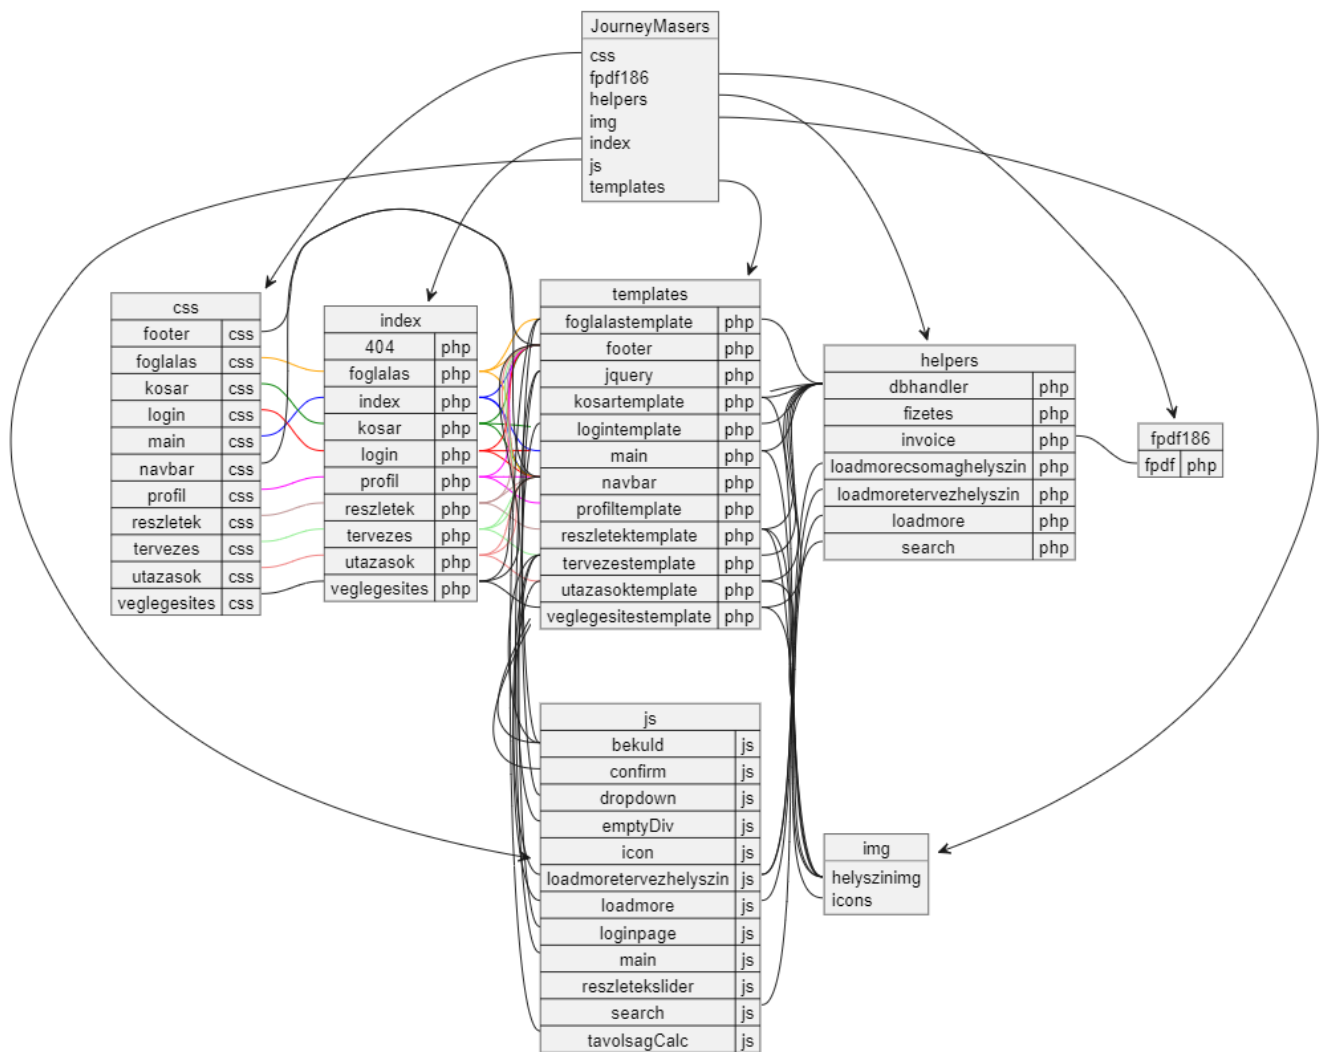 JourneyMasers
css
fpdf186
helpers
img
index
js
templates
css
footer css
foglalas css
kosar css
login css
main css
navbar css
profil css
reszletek css
tervezes css
utazasok css
veglegesites css
index
404 php
foglalas php
index php
kosar php
login php
profil php
reszletek php
tervezes php
utazasok php
veglegesites php
templates
foglalastemplate php
footer php
jquery php
kosartemplate php
logintemplate php
main php
navbar php
profiltemplate php
reszletektemplate php
tervezestemplate php
utazasoktemplate php
veglegesitestemplate php
helpers
dbhandler php
fizetes php
invoice php
loadmorecsomaghelyszin php
loadmoretervezhelyszin php
loadmore php
search php
fpdf186
fpdf php
js
bekuld js
confirm js
dropdown js
emptyDiv js
icon js
loadmoretervezhelyszin js
loadmore js
loginpage js
main js
reszletekslider js
search js
tavolsagCalc js
img
helyszinimg
icons